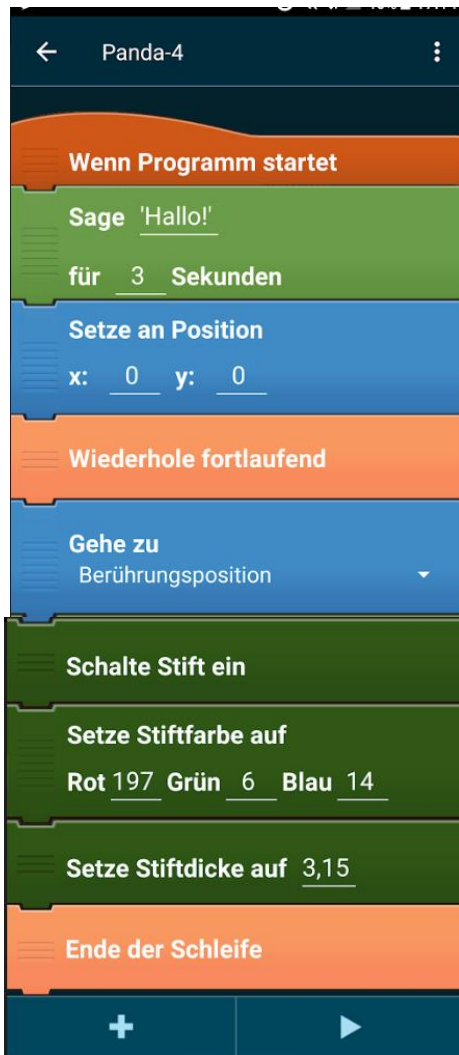 Panda-4
Wenn Programm startet
Sage 'Hallo!'
für 3 Sekunden
Setze an Position
x: 0 y: 0
Wiederhole fortlaufend
Gehe zu
Berührungsposition
Schalte Stift ein
Setze Stiftfarbe auf
Rot 197 Grün 6 Blau 14
Setze Stiftdicke auf 3,15
Ende der Schleife